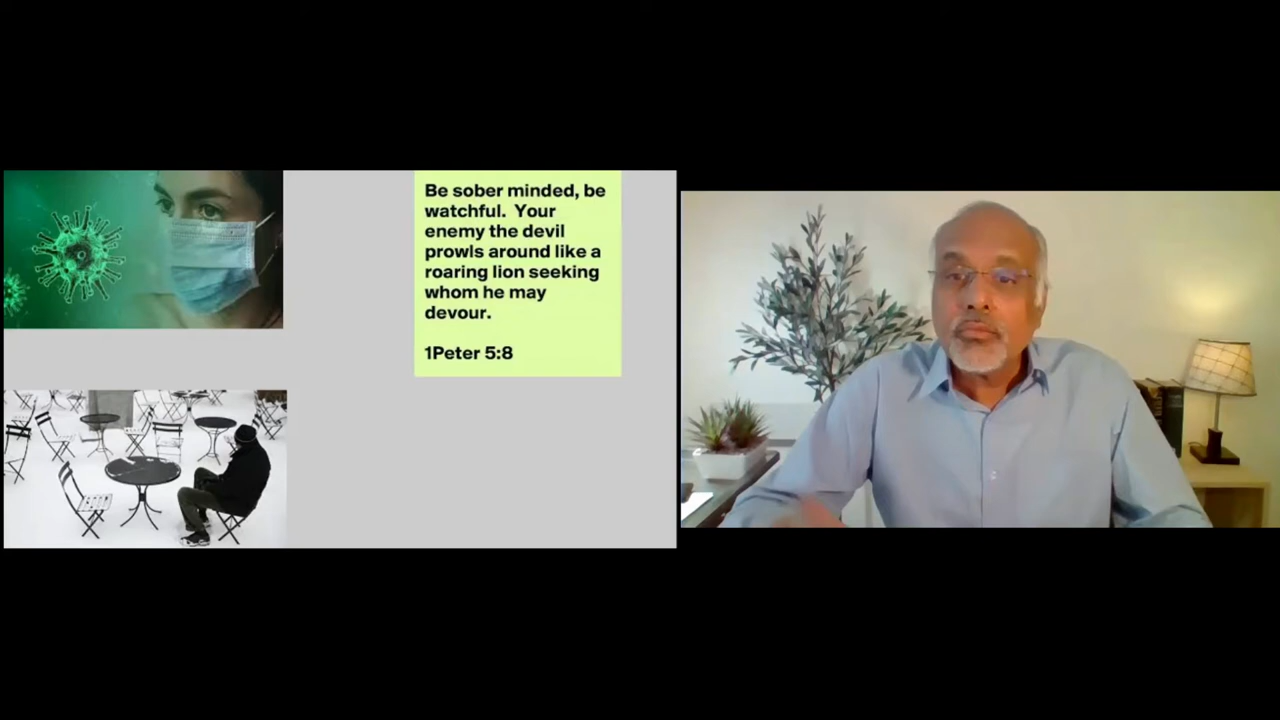 Be sober minded, be
watchful.  Your
enemy the devil
prowls around like a
roaring lion seeking
whom he may
devour.
1Peter 5:8